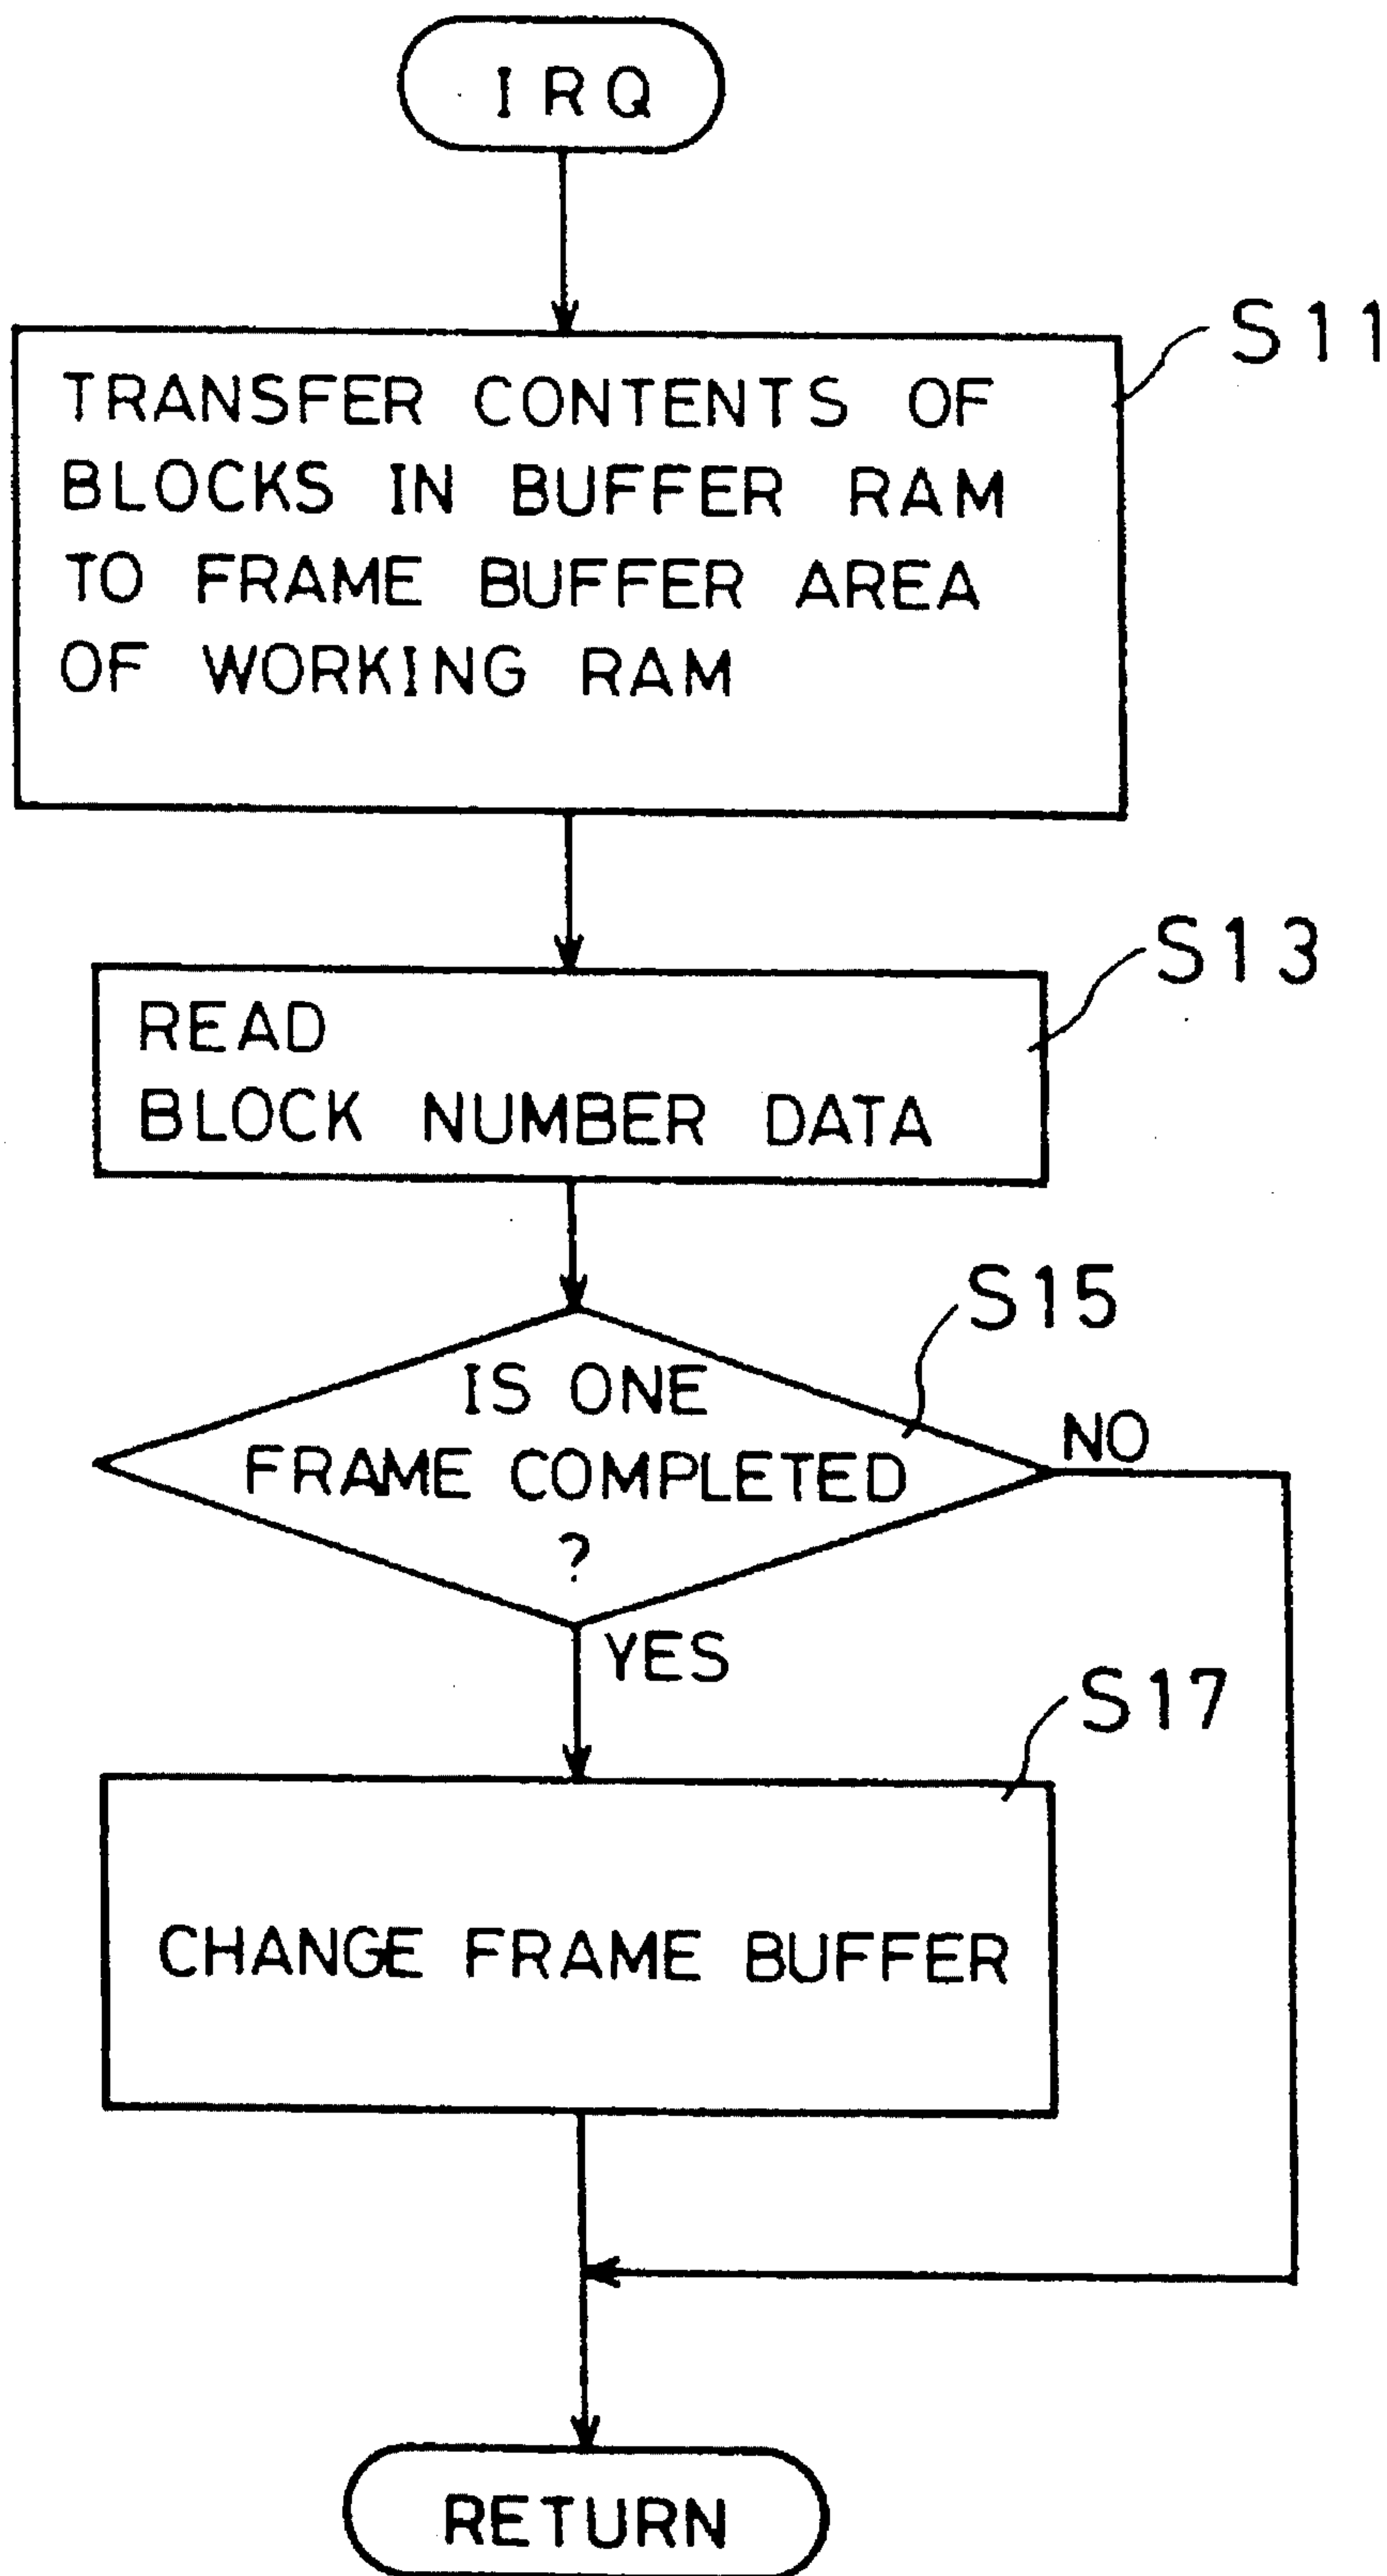 IRQ
S11
TRANSFER CONTENTS OF
BLOCKS IN BUFFER RAM
TO FRAME BUFFER AREA
OF WORKING RAM
S13
READ
BLOCK NUMBER DATA
S15
IS ONE
FRAME COMPLETED
?
NO
YES
S17
CHANGE FRAME BUFFER
RETURN